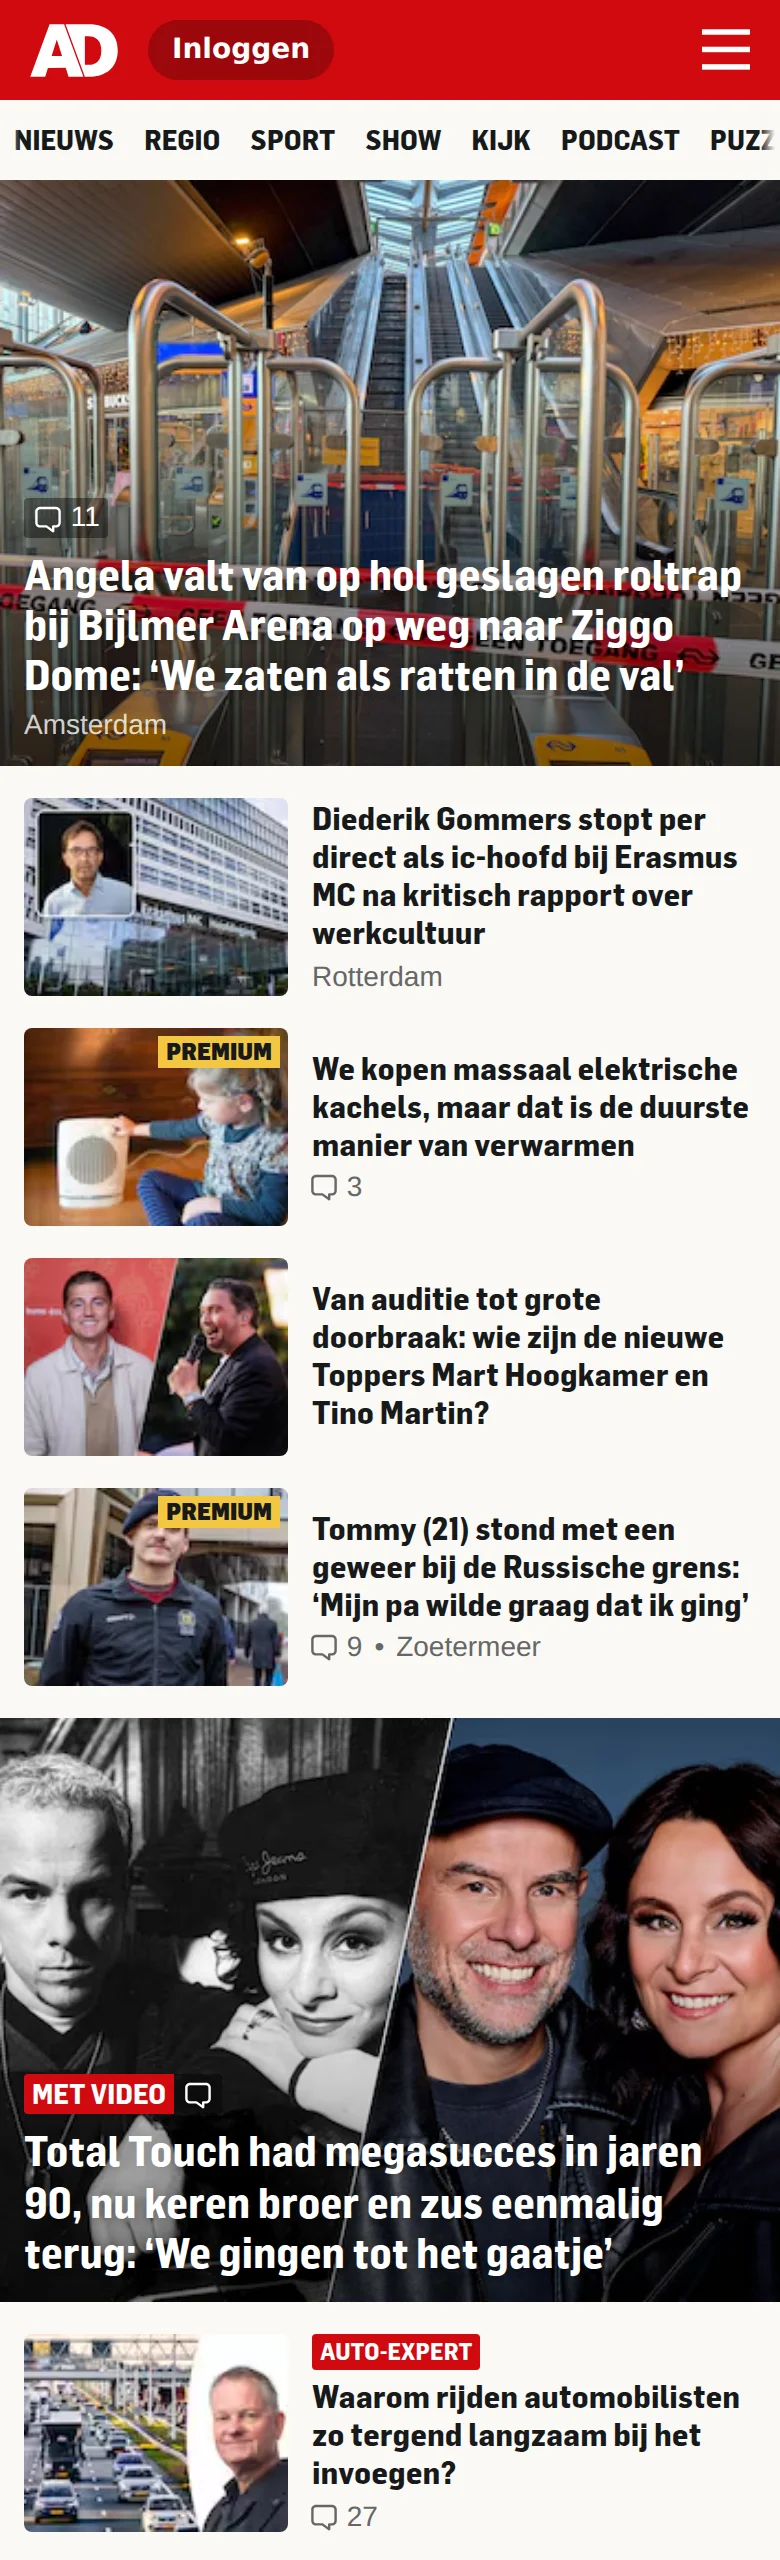 AD
Inloggen
NIEUWS REGIO SPORT SHOW KIJK PODCAST PUZZ
11
Angela valt van op hol geslagen roltrap
bij Bijlmer Arena op weg naar Ziggo
Dome: ‘We zaten als ratten in de val’
Amsterdam
Diederik Gommers stopt per
direct als ic-hoofd bij Erasmus
MC na kritisch rapport over
werkcultuur
Rotterdam
PREMIUM
We kopen massaal elektrische
kachels, maar dat is de duurste
manier van verwarmen
3
Van auditie tot grote
doorbraak: wie zijn de nieuwe
Toppers Mart Hoogkamer en
Tino Martin?
PREMIUM
Tommy (21) stond met een
geweer bij de Russische grens:
‘Mijn pa wilde graag dat ik ging’
9 • Zoetermeer
MET VIDEO
Total Touch had megasucces in jaren
90, nu keren broer en zus eenmalig
terug: ‘We gingen tot het gaatje’
AUTO-EXPERT
Waarom rijden automobilisten
zo tergend langzaam bij het
invoegen?
27